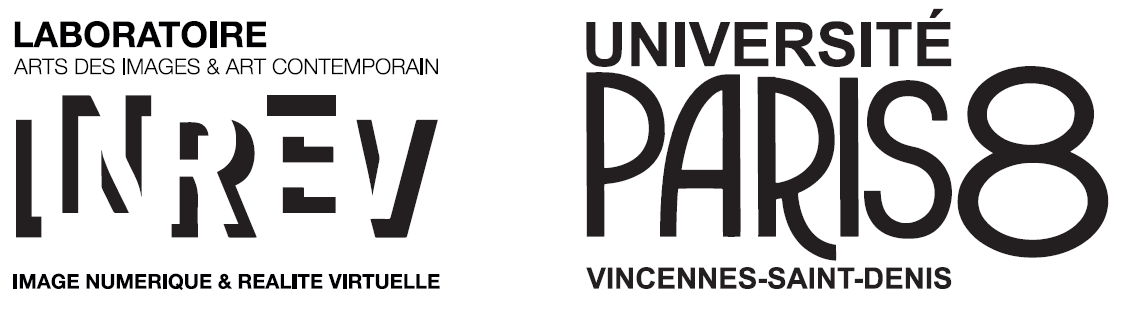 LABORATOIRE
ARTS DES IMAGES & ART CONTEMPORAIN
INREV
IMAGE NUMERIQUE & REALITE VIRTUELLE
UNIVERSITÉ
PARIS8
VINCENNES-SAINT-DENIS